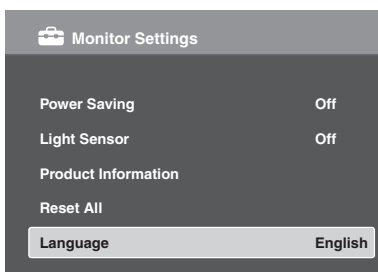 Monitor Settings
Power Saving Off
Light Sensor Off
Product Information
Reset All
Language English